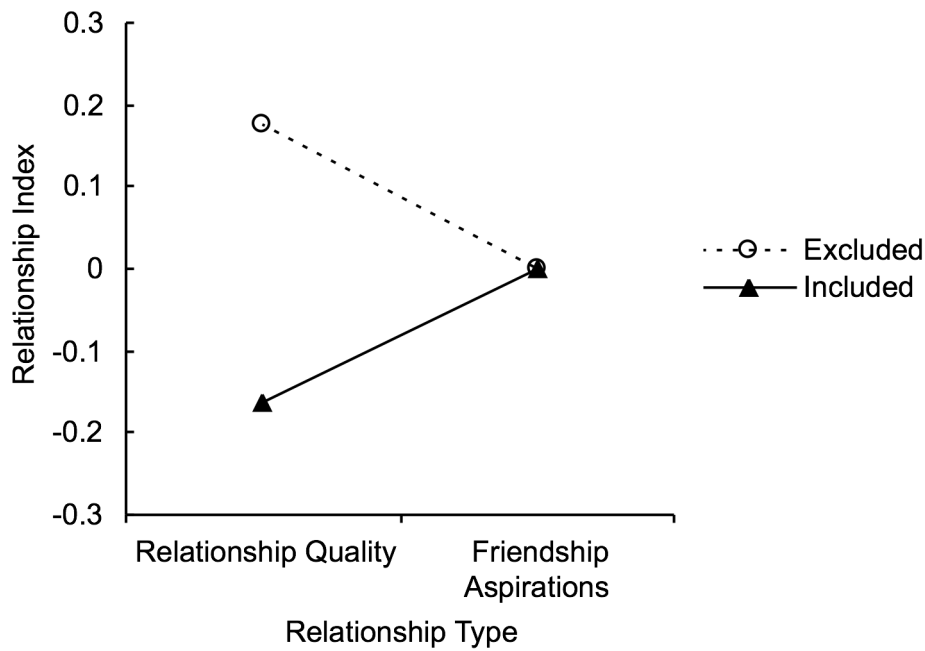 0.3
0.2
0.1
0
-0.1
-0.2
-0.3
Relationship Index
Relationship Quality
Friendship
Aspirations
Relationship Type
Excluded
Included